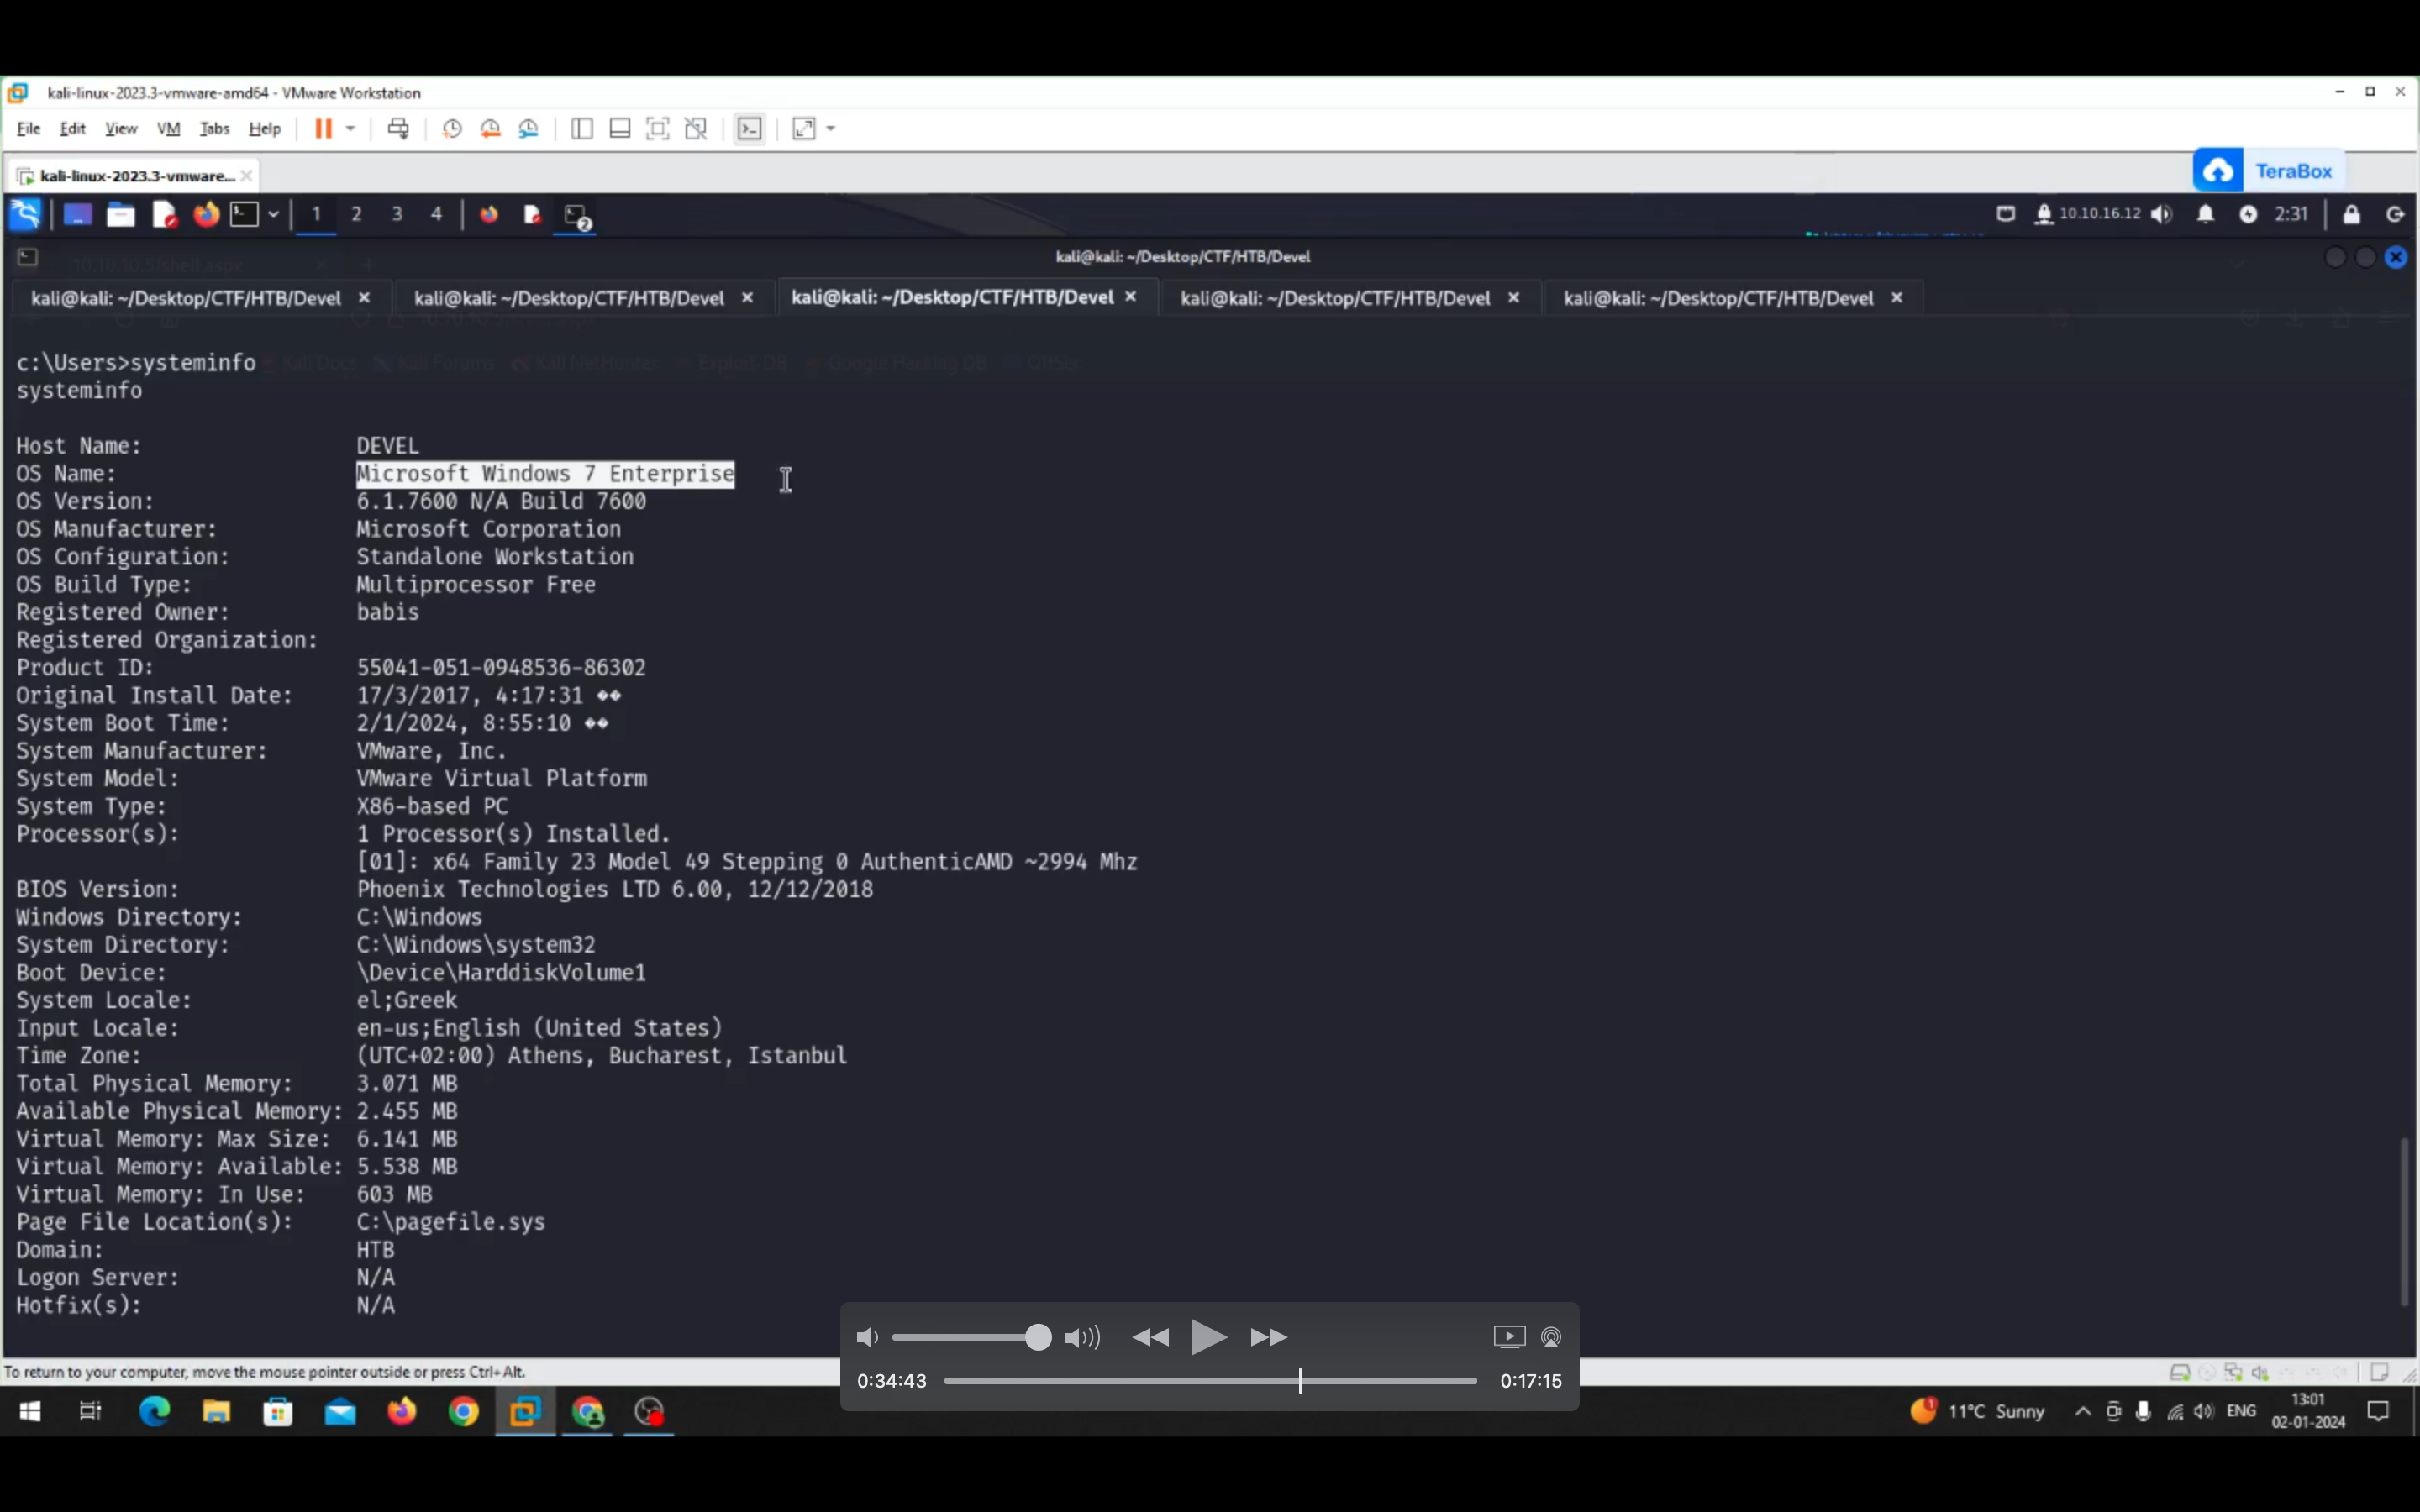 kali-linux-2023.3-vmware-amd64 - VMware Workstation
File Edit View VM Tabs Help
kali-linux-2023.3-vmware...
TeraBox
1 2 3 4
2
10.10.16.12
2:31
kali@kali: ~/Desktop/CTF/HTB/Devel
kali@kali: ~/Desktop/CTF/HTB/Devel kali@kali: ~/Desktop/CTF/HTB/Devel kali@kali: ~/Desktop/CTF/HTB/Devel kali@kali: ~/Desktop/CTF/HTB/Devel kali@kali: ~/Desktop/CTF/HTB/Devel
c:\Users>systeminfo
systeminfo
Host Name: DEVEL
OS Name: Microsoft Windows 7 Enterprise
OS Version: 6.1.7600 N/A Build 7600
OS Manufacturer: Microsoft Corporation
OS Configuration: Standalone Workstation
OS Build Type: Multiprocessor Free
Registered Owner: babis
Registered Organization:
Product ID: 55041-051-0948536-86302
Original Install Date: 17/3/2017, 4:17:31 ��
System Boot Time: 2/1/2024, 8:55:10 ��
System Manufacturer: VMware, Inc.
System Model: VMware Virtual Platform
System Type: X86-based PC
Processor(s): 1 Processor(s) Installed.
[01]: x64 Family 23 Model 49 Stepping 0 AuthenticAMD ~2994 Mhz
BIOS Version: Phoenix Technologies LTD 6.00, 12/12/2018
Windows Directory: C:\Windows
System Directory: C:\Windows\system32
Boot Device: \Device\HarddiskVolume1
System Locale: el;Greek
Input Locale: en-us;English (United States)
Time Zone: (UTC+02:00) Athens, Bucharest, Istanbul
Total Physical Memory: 3.071 MB
Available Physical Memory: 2.455 MB
Virtual Memory: Max Size: 6.141 MB
Virtual Memory: Available: 5.538 MB
Virtual Memory: In Use: 603 MB
Page File Location(s): C:\pagefile.sys
Domain: HTB
Logon Server: N/A
Hotfix(s): N/A
0:34:43 0:17:15
To return to your computer, move the mouse pointer outside or press Ctrl+Alt.
11°C Sunny
ENG
13:01
02-01-2024